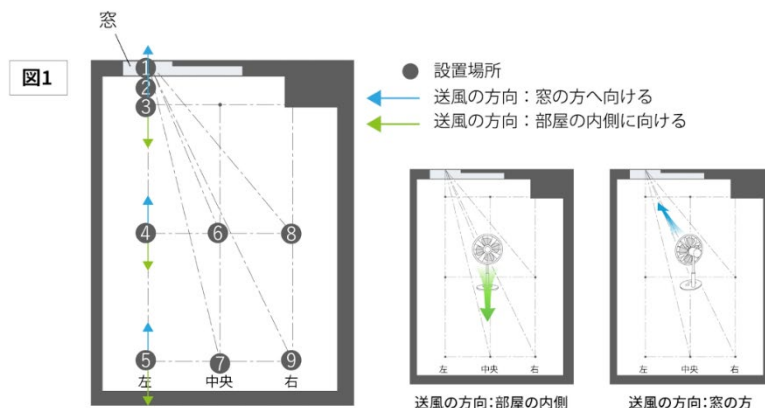 窓
図1
①
②
③
④
⑥
⑧
⑤
⑦
⑨
左
中央
右
設置場所
送風の方向：窓の方へ向ける
送風の方向：部屋の内側に向ける
左
中央
右
送風の方向:部屋の内側
左
中央
右
送風の方向:窓の方